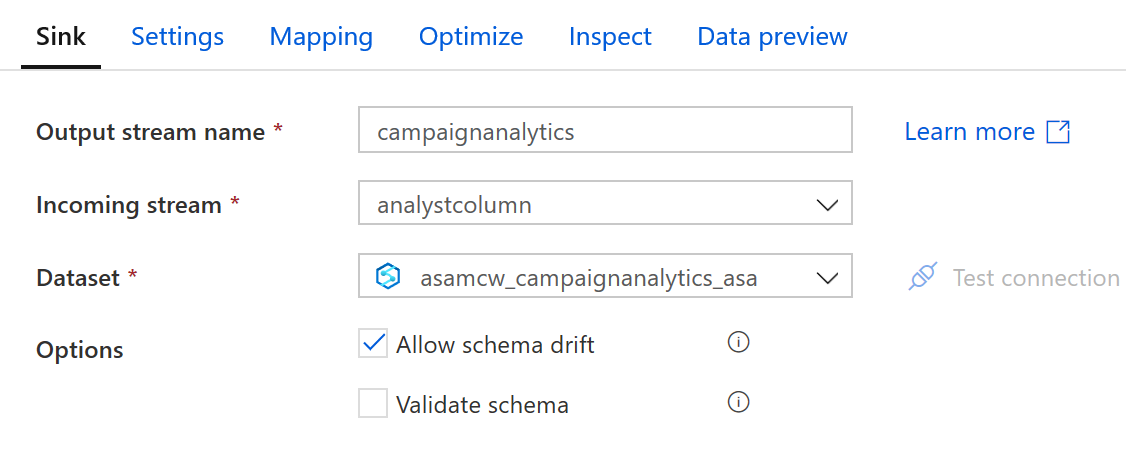 Sink Settings Mapping Optimize Inspect Data preview
Output stream name * campaignanalytics Learn more
Incoming stream * analystcolumn
Dataset * asamcw_campaignanalytics_asa Test connection
Options Allow schema drift
Validate schema